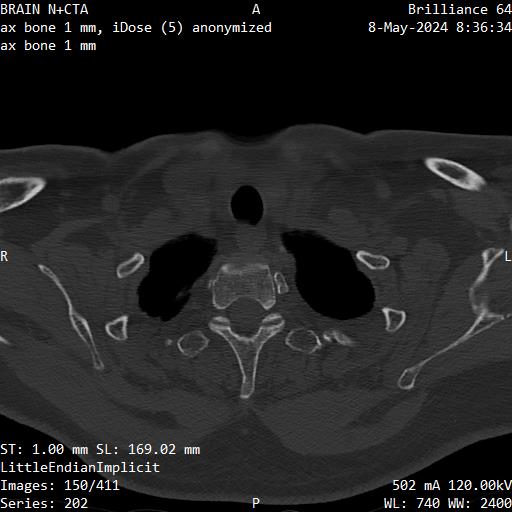 BRAIN N+CTA
A
Brilliance 64
ax bone 1 mm, iDose (5) anonymized
8-May-2024 8:36:34
ax bone 1 mm
R
L
ST: 1.00 mm SL: 169.02 mm
LittleEndianImplicit
Images: 150/411
502 mA 120.00kV
Series: 202
P
WL: 740 WW: 2400